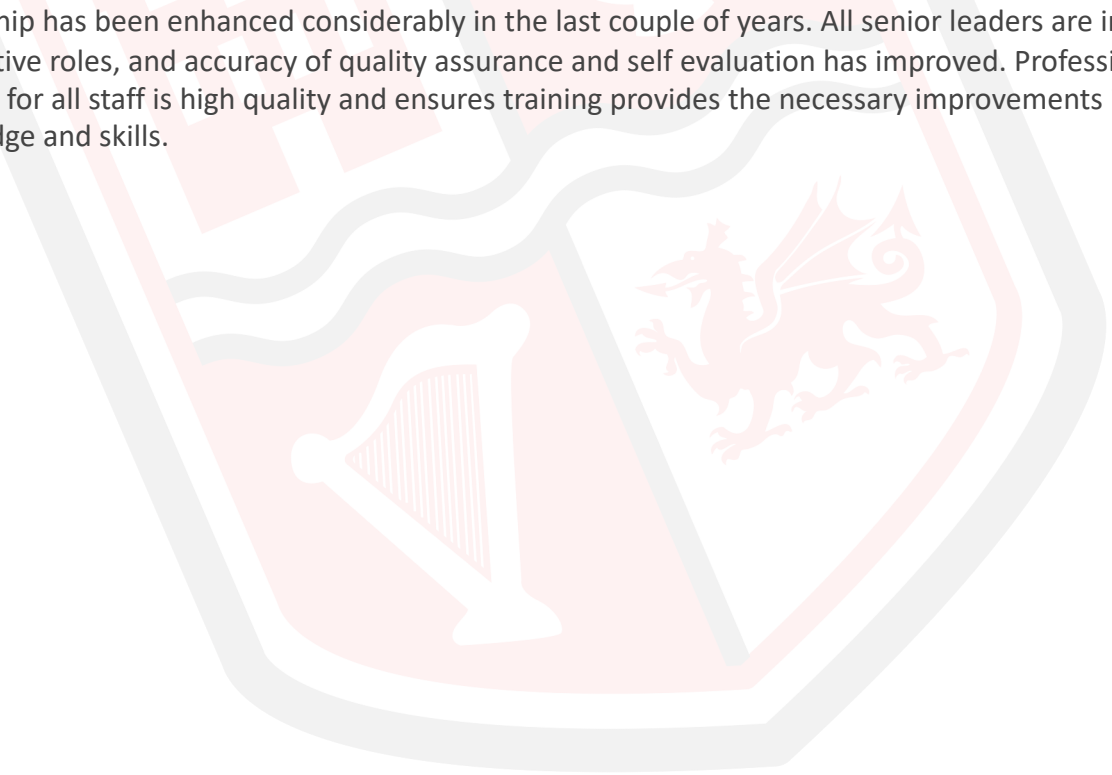 ship has been enhanced considerably in the last couple of years. All senior leaders are in
tive roles, and accuracy of quality assurance and self evaluation has improved. Professi
for all staff is high quality and ensures training provides the necessary improvements
dge and skills.